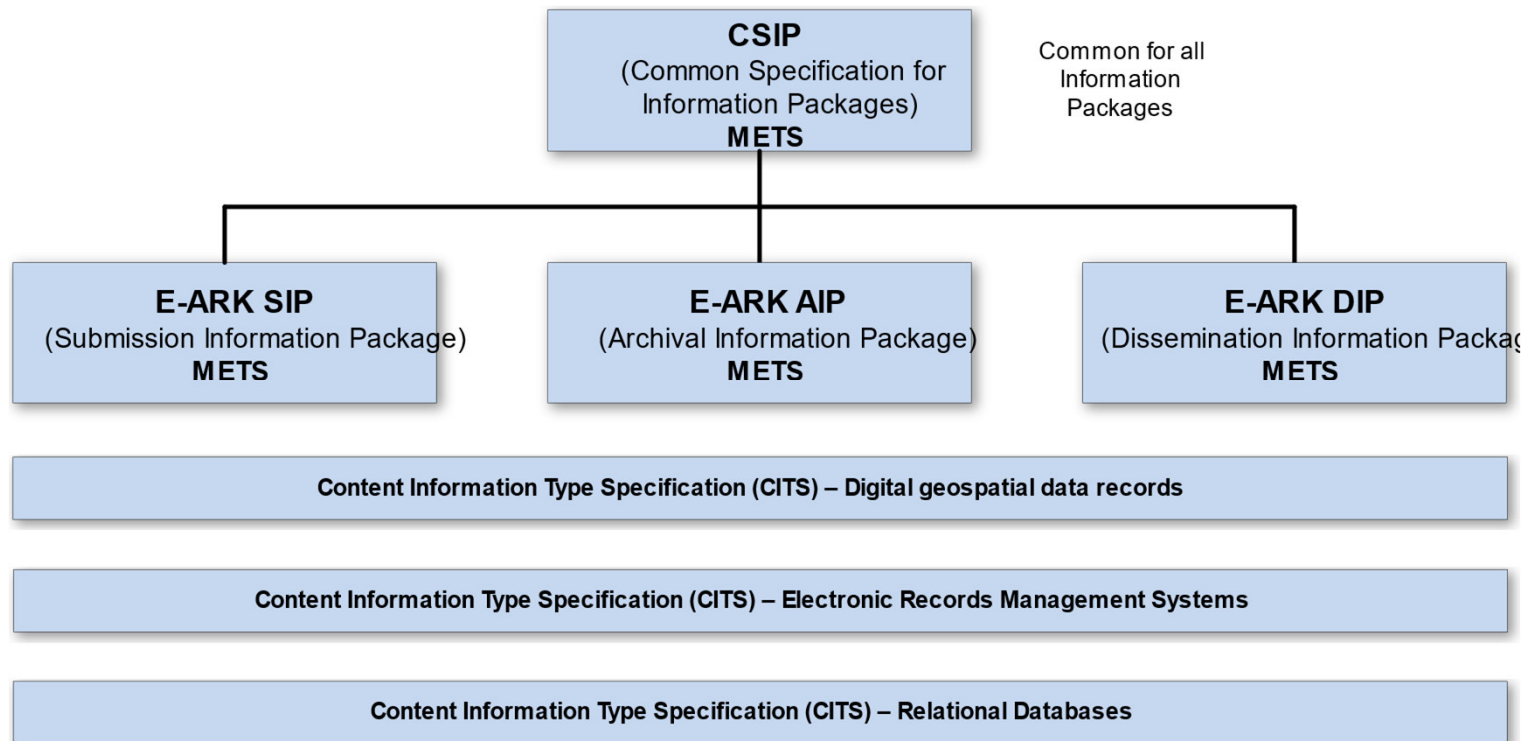 CSIP
(Common Specification for
Information Packages)
METS
Common for all
Information
Packages
E-ARK SIP
(Submission Information Package)
METS
E-ARK AIP
(Archival Information Package)
METS
E-ARK DIP
(Dissemination Information Packag
METS
Content Information Type Specification (CITS) – Digital geospatial data records
Content Information Type Specification (CITS) – Electronic Records Management Systems
Content Information Type Specification (CITS) – Relational Databases